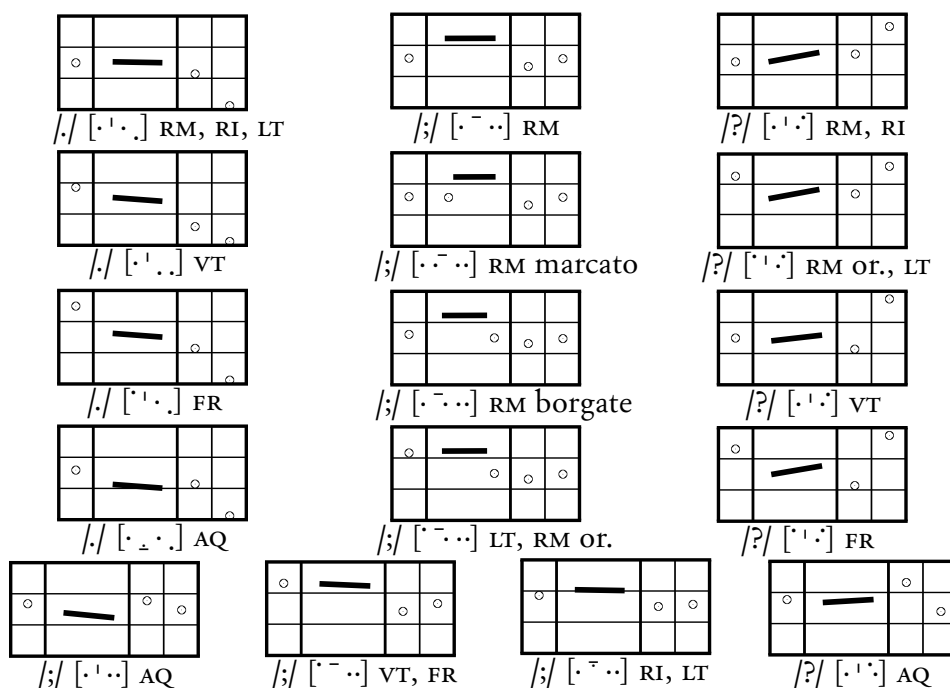 /./ [· ˈ · .] RM, RI, LT
/;/ [· ¯ ··] RM
/?/ [· ˈ ·˙] RM, RI
/./ [· ˈ . .] VT
/;/ [··¯ ··] RM marcato
/?/ [˙ ˈ ·˙] RM or., LT
/./ [˙ ˈ · .] FR
/;/ [· ¯· ··] RM borgate
/?/ [· ˈ ·˙] VT
/./ [· ˍ · .] AQ
/;/ [˙ ¯· ··] LT, RM or.
/?/ [˙ ˈ ·˙] FR
/;/ [· ˈ ··] AQ
/;/ [˙ ¯ ··] VT, FR
/;/ [· ¯ ··] RI, LT
/?/ [· ˈ ˙·] AQ